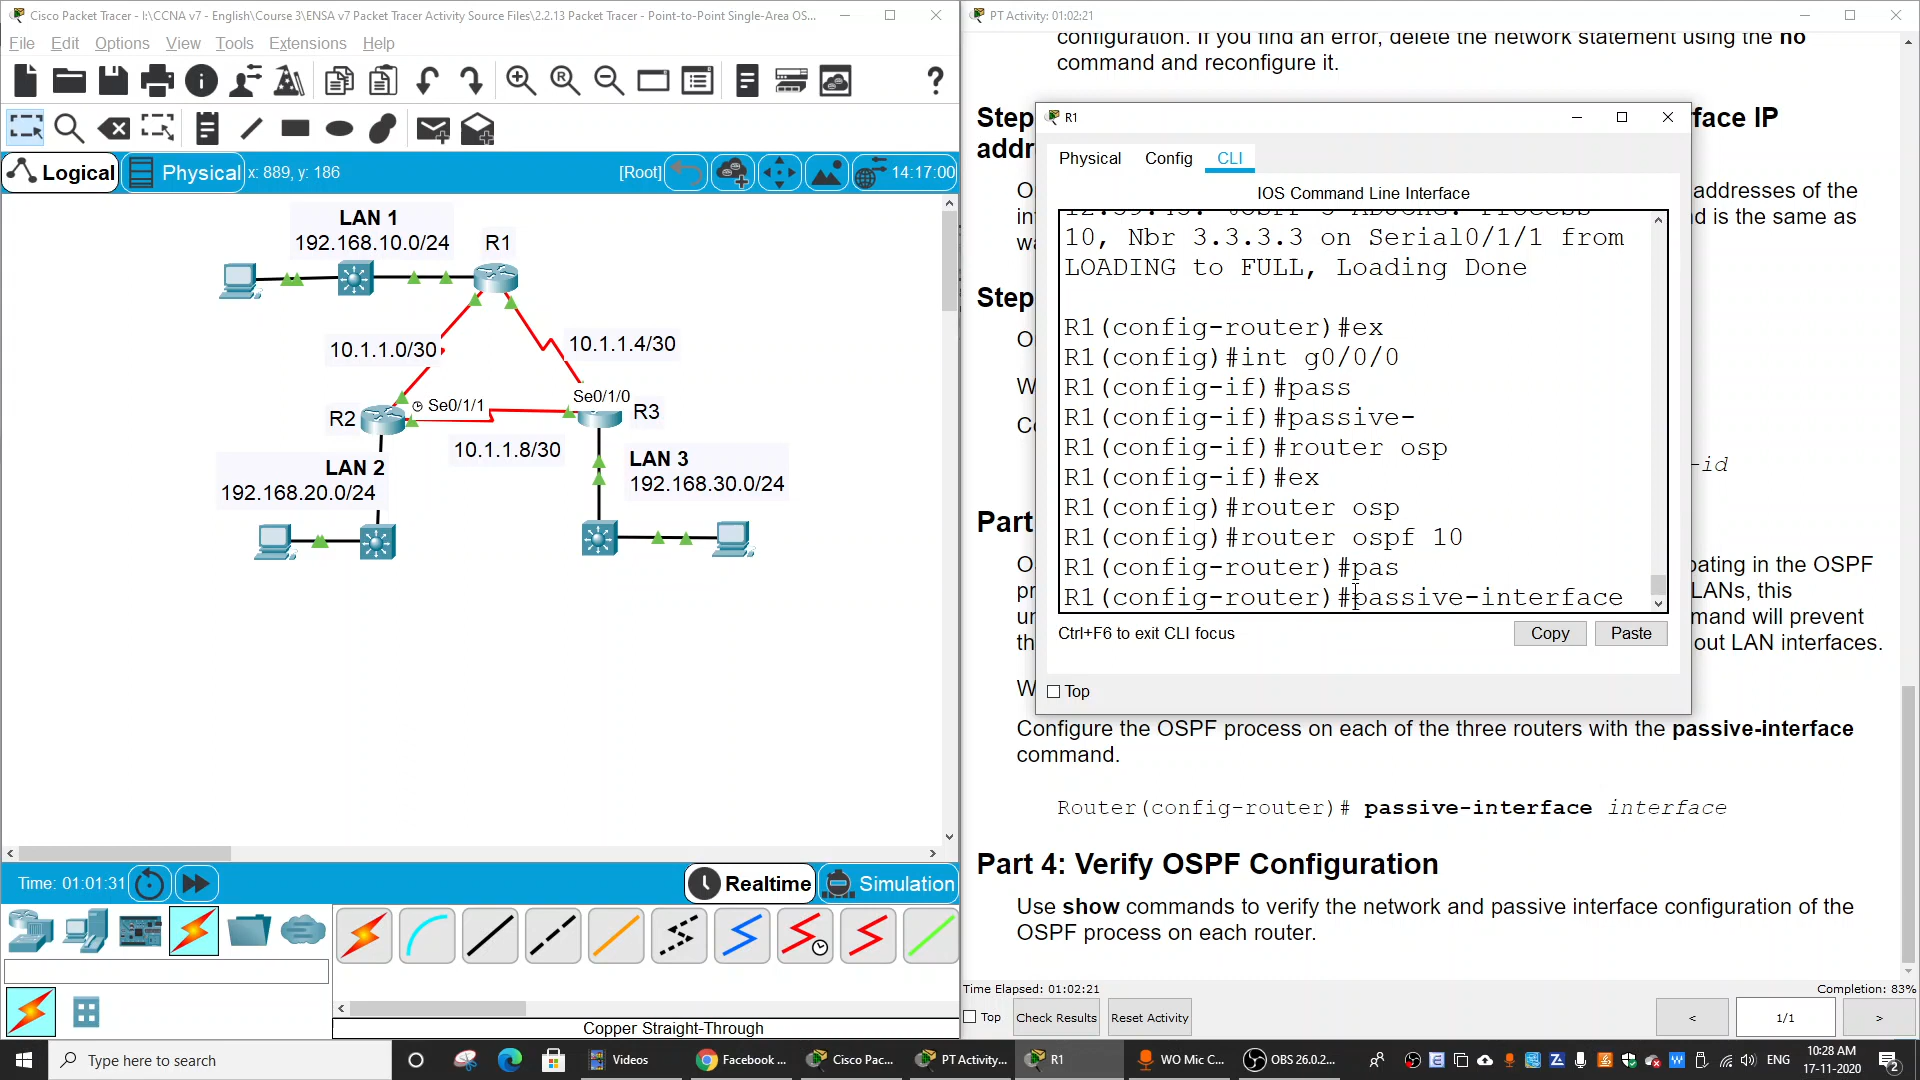 Cisco Packet Tracer - I:\CCNA v7 - English\Course 3\ENSA v7 Packet Tracer Activity Source Files\2.2.13 Packet Tracer - Point-to-Point Single-Area OS...
File Edit Options View Tools Extensions Help
Logical Physical x: 889, y: 186 [Root] 14:17:00
LAN 1
192.168.10.0/24
R1
10.1.1.0/30
10.1.1.4/30
Se0/1/0
R2
Se0/1/1
R3
10.1.1.8/30
LAN 2
192.168.20.0/24
LAN 3
192.168.30.0/24
Time: 01:01:31
Realtime Simulation
Copper Straight-Through
PT Activity: 01:02:21
configuration. If you find an error, delete the network statement using the no
command and reconfigure it.
Step
face IP
addr
addresses of the
d is the same as
Step
-id
Part
pating in the OSPF
LANs, this
mand will prevent
out LAN interfaces.
R1
Physical Config CLI
IOS Command Line Interface
10, Nbr 3.3.3.3 on Serial0/1/1 from
LOADING to FULL, Loading Done
R1(config-router)#ex
R1(config)#int g0/0/0
R1(config-if)#pass
R1(config-if)#passive-
R1(config-if)#router osp
R1(config-if)#ex
R1(config)#router osp
R1(config)#router ospf 10
R1(config-router)#pas
R1(config-router)#passive-interface
Ctrl+F6 to exit CLI focus
Copy Paste
Top
Configure the OSPF process on each of the three routers with the passive-interface
command.
Router(config-router)# passive-interface interface
Part 4: Verify OSPF Configuration
Use show commands to verify the network and passive interface configuration of the
OSPF process on each router.
Time Elapsed: 01:02:21 Completion: 83%
Top Check Results Reset Activity < 1/1 >
Type here to search
Videos
Facebook ...
Cisco Pac...
PT Activity...
R1
WO Mic C...
OBS 26.0.2...
ENG
10:28 AM
17-11-2020
2